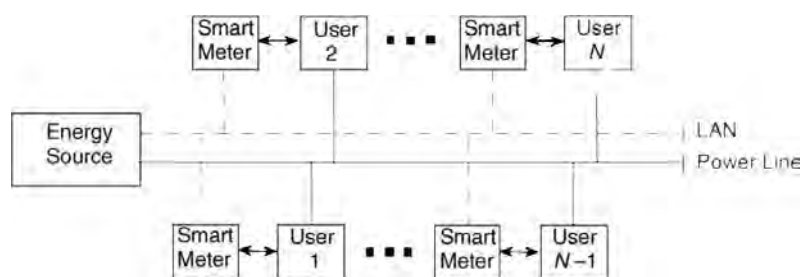 Smart
Meter
User
2
Smart
Meter
User
N
Energy
Source
LAN
Power Line
Smart
Meter
User
1
Smart
Meter
User
N–1